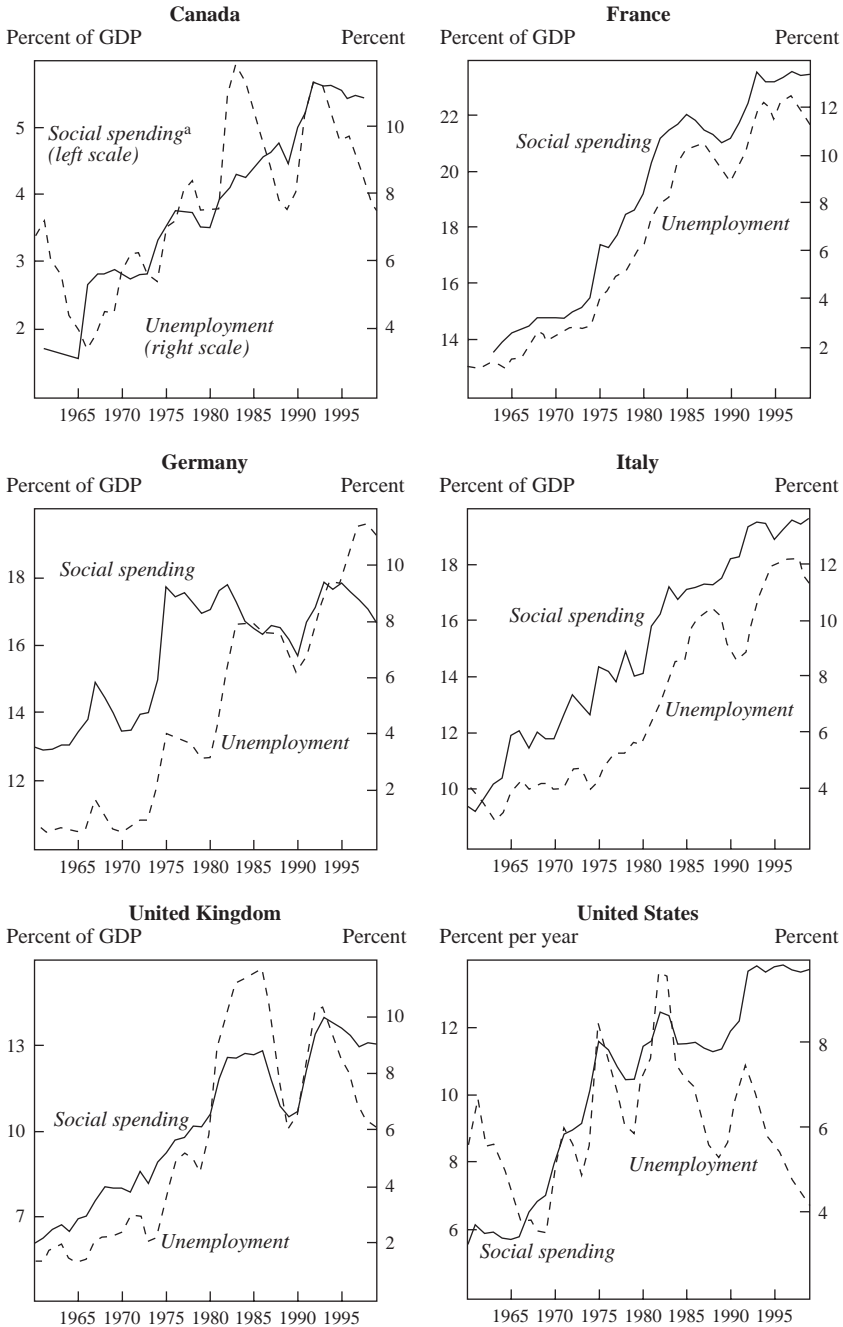 Canada
Percent of GDP Percent
5
4
3
2
10
8
6
4
Social spendingᵃ
(left scale)
Unemployment
(right scale)
1965 1970 1975 1980 1985 1990 1995
France
Percent of GDP Percent
22
20
18
16
14
12
10
8
6
4
2
Social spending
Unemployment
1965 1970 1975 1980 1985 1990 1995
Germany
Percent of GDP Percent
18
16
14
12
10
8
6
4
2
Social spending
Unemployment
1965 1970 1975 1980 1985 1990 1995
Italy
Percent of GDP Percent
18
16
14
12
10
12
10
8
6
4
Social spending
Unemployment
1965 1970 1975 1980 1985 1990 1995
United Kingdom
Percent of GDP Percent
13
10
7
10
8
6
4
2
Social spending
Unemployment
1965 1970 1975 1980 1985 1990 1995
United States
Percent per year Percent
12
10
8
6
8
6
4
Unemployment
Social spending
1965 1970 1975 1980 1985 1990 1995